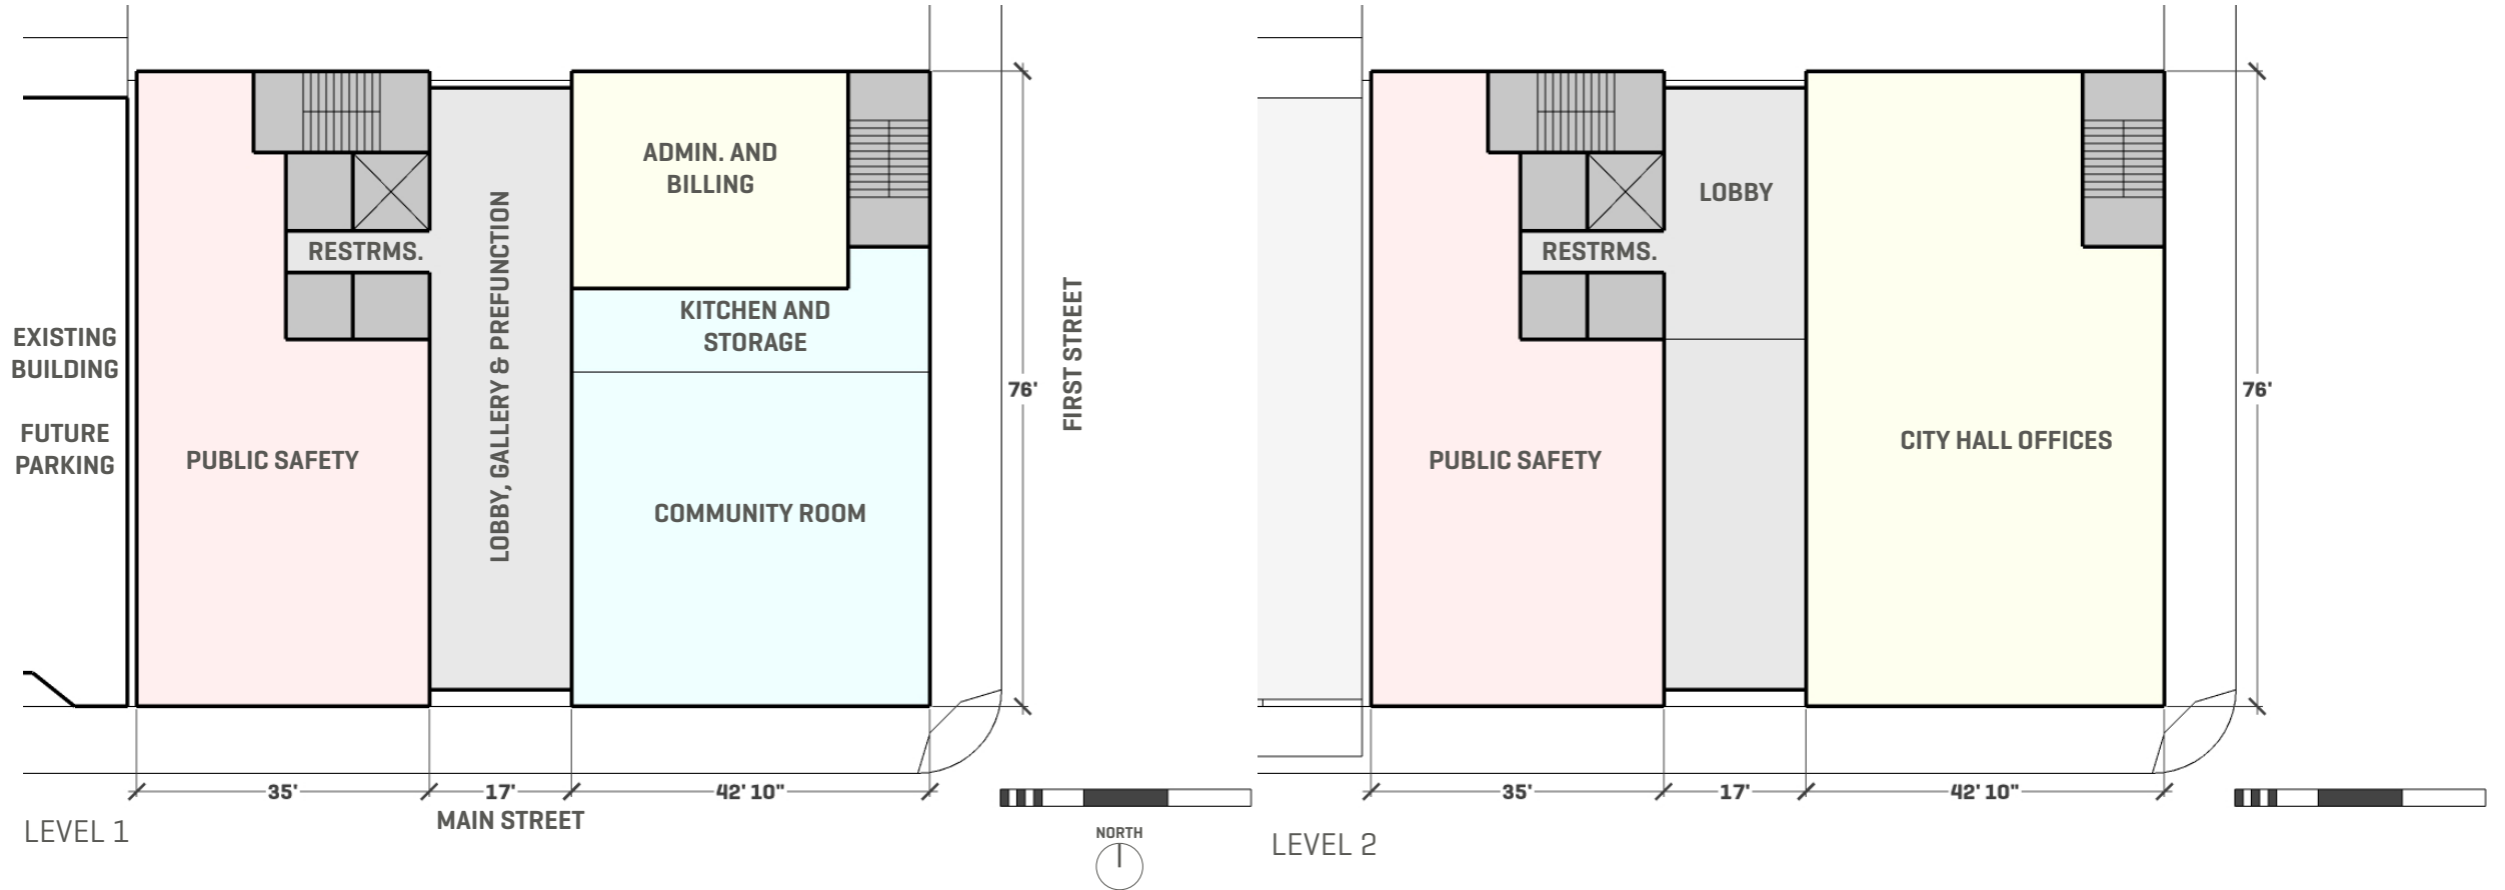 ADMIN. AND
BILLING
RESTRMS.
LOBBY, GALLERY & PREFUNCTION
KITCHEN AND
STORAGE
EXISTING
BUILDING
FUTURE
PARKING
PUBLIC SAFETY
COMMUNITY ROOM
76'
FIRST STREET
35'
17'
42' 10"
MAIN STREET
LEVEL 1
NORTH
LOBBY
RESTRMS.
PUBLIC SAFETY
CITY HALL OFFICES
76'
35'
17'
42' 10"
LEVEL 2